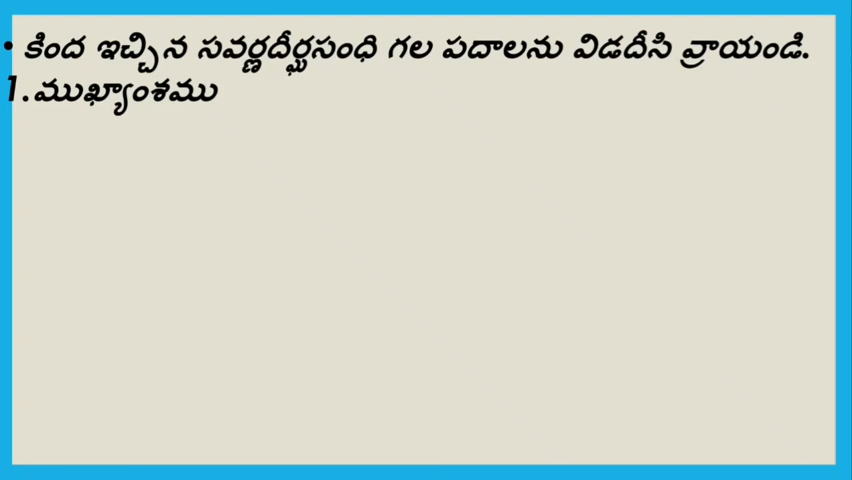 • కింద ఇచ్చిన సవర్ణదీర్ఘసంధి గల పదాలను విడదీసి వ్రాయండి.
1.ముఖ్యాంశము